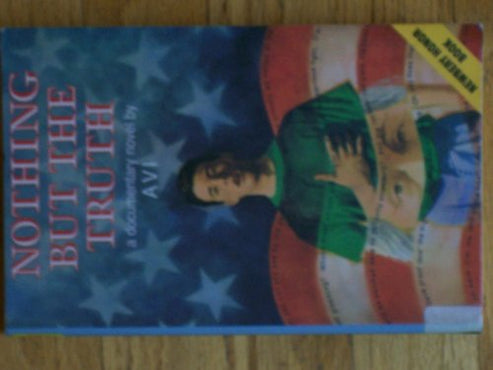 NOTHING
BUT THE
TRUTH
a documentary novel by
AVI
NEWBERY HONOR
BOOK